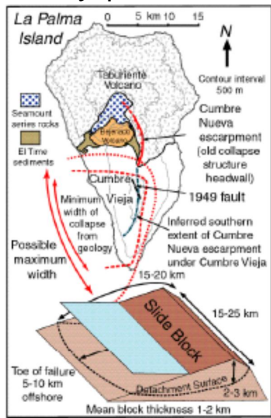 La Palma
Island
0 5 km 10
N
Contour interval
500 m
Taburiente
Volcano
Seamount
series rocks
Bejenado
Volcano
El Time
sediments
Cumbre
Nueva
escarpment
(old collapse
structure
headwall)
Cumbre
Vieja
1949 fault
Minimum
width of
collapse
from
geology
Inferred southern
extent of Cumbre
Nueva escarpment
under Cumbre Vieja
Possible
maximum
width
15-20 km
15-25 km
Slide Block
Toe of failure
5-10 km
offshore
Detachment Surface
2-3 km
Mean block thickness 1-2 km